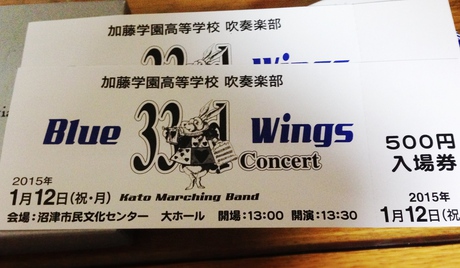 加藤学園高等学校 吹奏楽部
Wings
加藤学園高等学校 吹奏楽部
Blue 33rd Wings
Concert
500円
入場券
2015年
1月12日(祝・月) Kato Marching Band
会場：沼津市民文化センター 大ホール 開場：13:00 開演：13:30
2015年
1月12日(祝